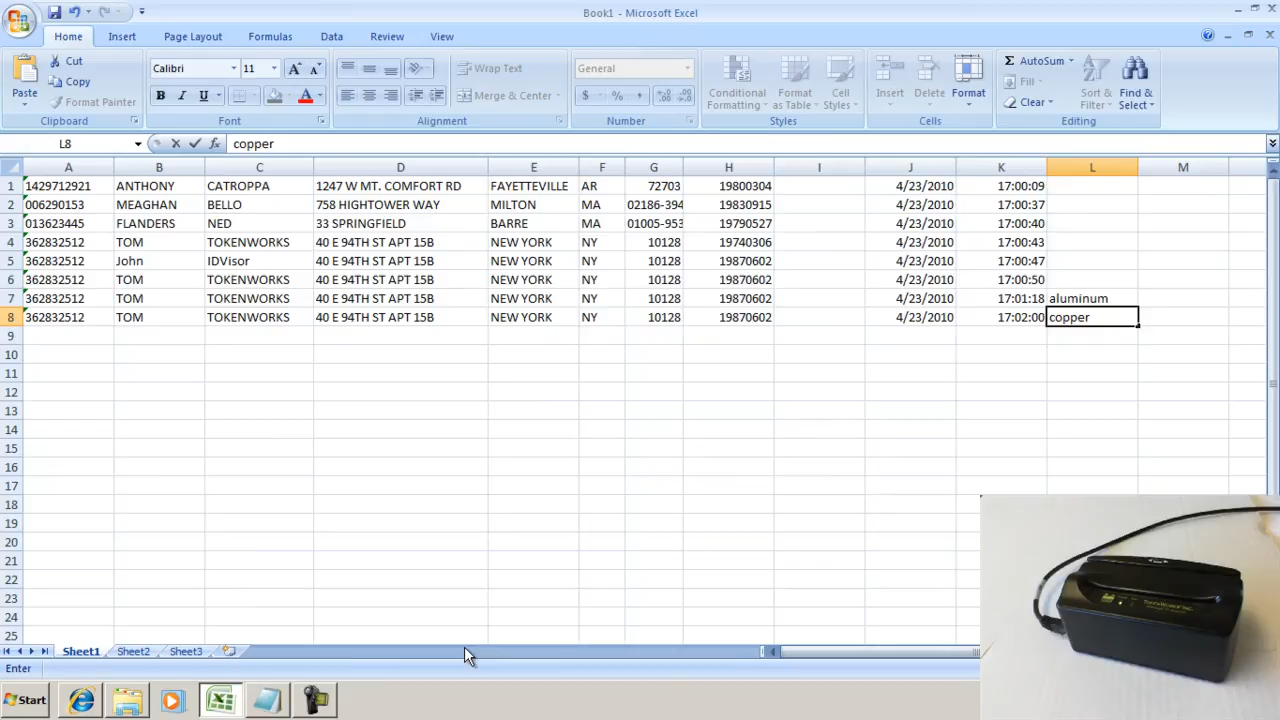 Book1 - Microsoft Excel
Home Insert Page Layout Formulas Data Review View
Paste
Cut
Copy
Format Painter
Clipboard
Calibri 11
B I U
Font
Wrap Text
Merge & Center
Alignment
General
$ % ,
Number
Conditional Formatting
Format as Table
Cell Styles
Styles
Insert Delete Format
Cells
AutoSum
Fill
Clear
Sort & Filter
Find & Select
Editing
L8 fx copper
A B C D E F G H I J K L M
1 1429712921 ANTHONY CATROPPA 1247 W MT. COMFORT RD FAYETTEVILLE AR 72703 19800304 4/23/2010 17:00:09
2 006290153 MEAGHAN BELLO 758 HIGHTOWER WAY MILTON MA 02186-394 19830915 4/23/2010 17:00:37
3 013623445 FLANDERS NED 33 SPRINGFIELD BARRE MA 01005-953 19790527 4/23/2010 17:00:40
4 362832512 TOM TOKENWORKS 40 E 94TH ST APT 15B NEW YORK NY 10128 19740306 4/23/2010 17:00:43
5 362832512 John IDVisor 40 E 94TH ST APT 15B NEW YORK NY 10128 19870602 4/23/2010 17:00:47
6 362832512 TOM TOKENWORKS 40 E 94TH ST APT 15B NEW YORK NY 10128 19870602 4/23/2010 17:00:50
7 362832512 TOM TOKENWORKS 40 E 94TH ST APT 15B NEW YORK NY 10128 19870602 4/23/2010 17:01:18 aluminum
8 362832512 TOM TOKENWORKS 40 E 94TH ST APT 15B NEW YORK NY 10128 19870602 4/23/2010 17:02:00 copper
9
10
11
12
13
14
15
16
17
18
19
20
21
22
23
24
25
TokenWorks Inc.
Sheet1 Sheet2 Sheet3
Enter
Start